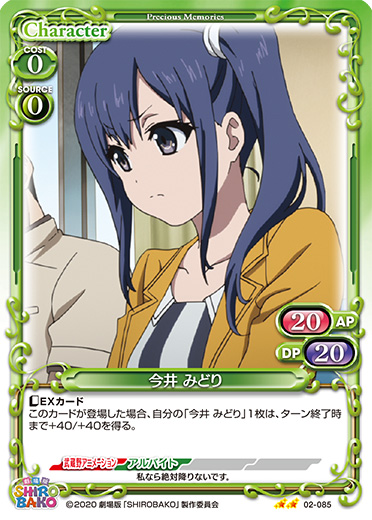 Precious Memories
Character
COST
0
SOURCE
0
20 AP
DP 20
今井 みどり
EXカード
このカードが登場した場合、自分の「今井 みどり」1枚は、ターン終了時
まで+40/+40を得る。
武蔵野アニメーション
アルバイト
私なら絶対降りないです。
劇場版
SHIROBAKO
©2020 劇場版「SHIROBAKO」製作委員会
02-085